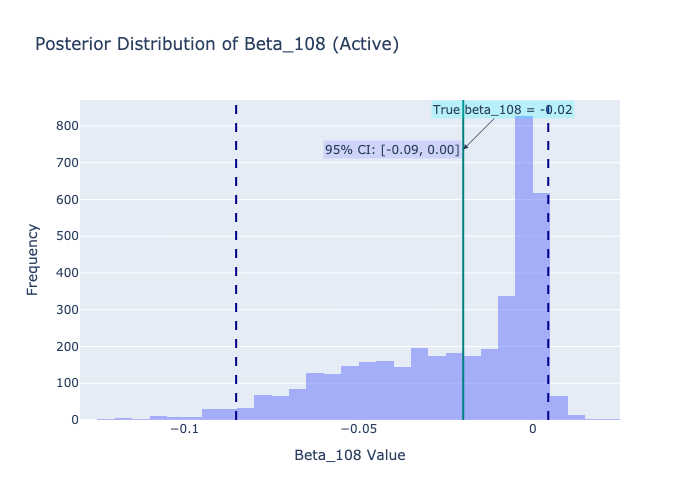 Posterior Distribution of Beta_108 (Active)
True beta_108 = −0.02
95% CI: [-0.09, 0.00]
800
700
600
500
400
300
200
100
0
Frequency
−0.1
−0.05
0
Beta_108 Value